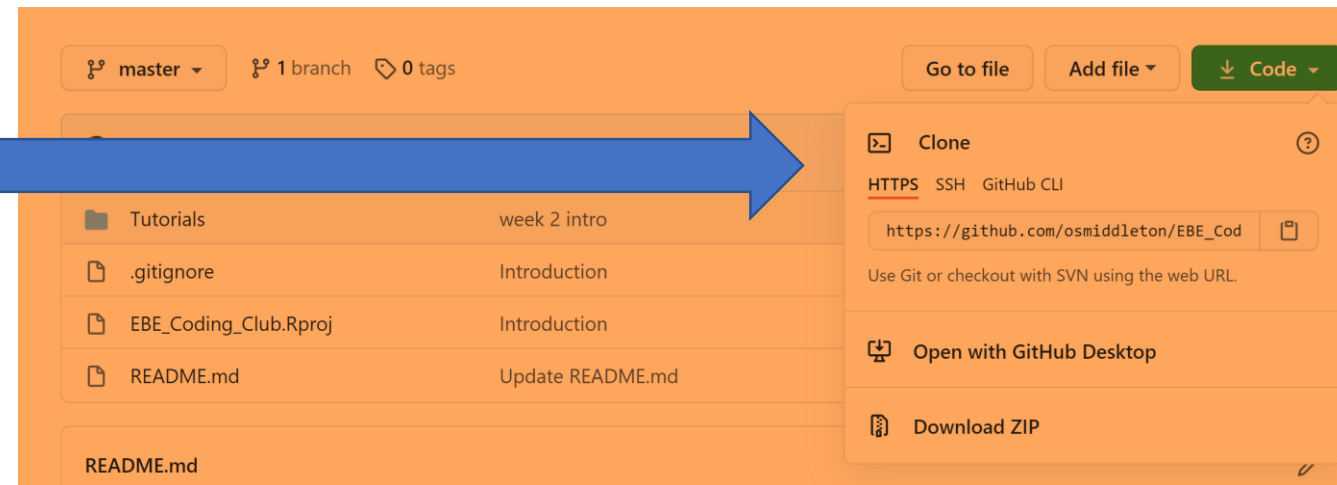 master 1 branch 0 tags Go to file Add file Code
Clone
HTTPS SSH GitHub CLI
https://github.com/osmiddleton/EBE_Cod
Use Git or checkout with SVN using the web URL.
Open with GitHub Desktop
Download ZIP
Tutorials week 2 intro
.gitignore Introduction
EBE_Coding_Club.Rproj Introduction
README.md Update README.md
README.md